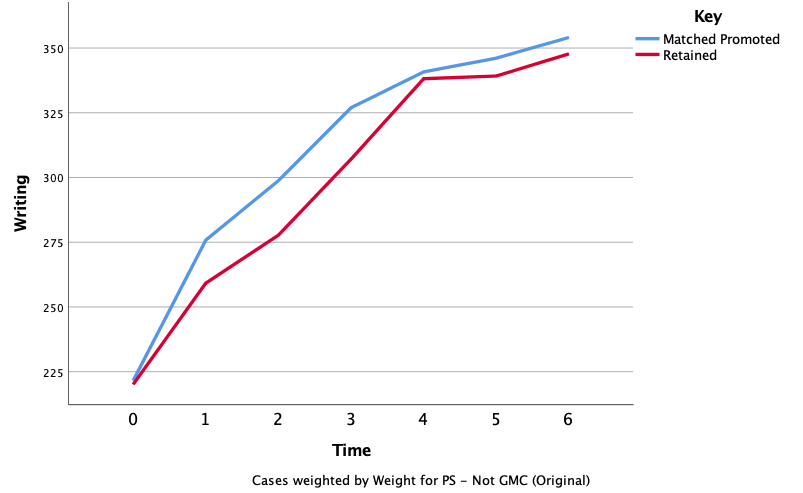 Key
Matched Promoted
Retained
350
325
300
275
250
225
Writing
0 1 2 3 4 5 6
Time
Cases weighted by Weight for PS - Not GMC (Original)